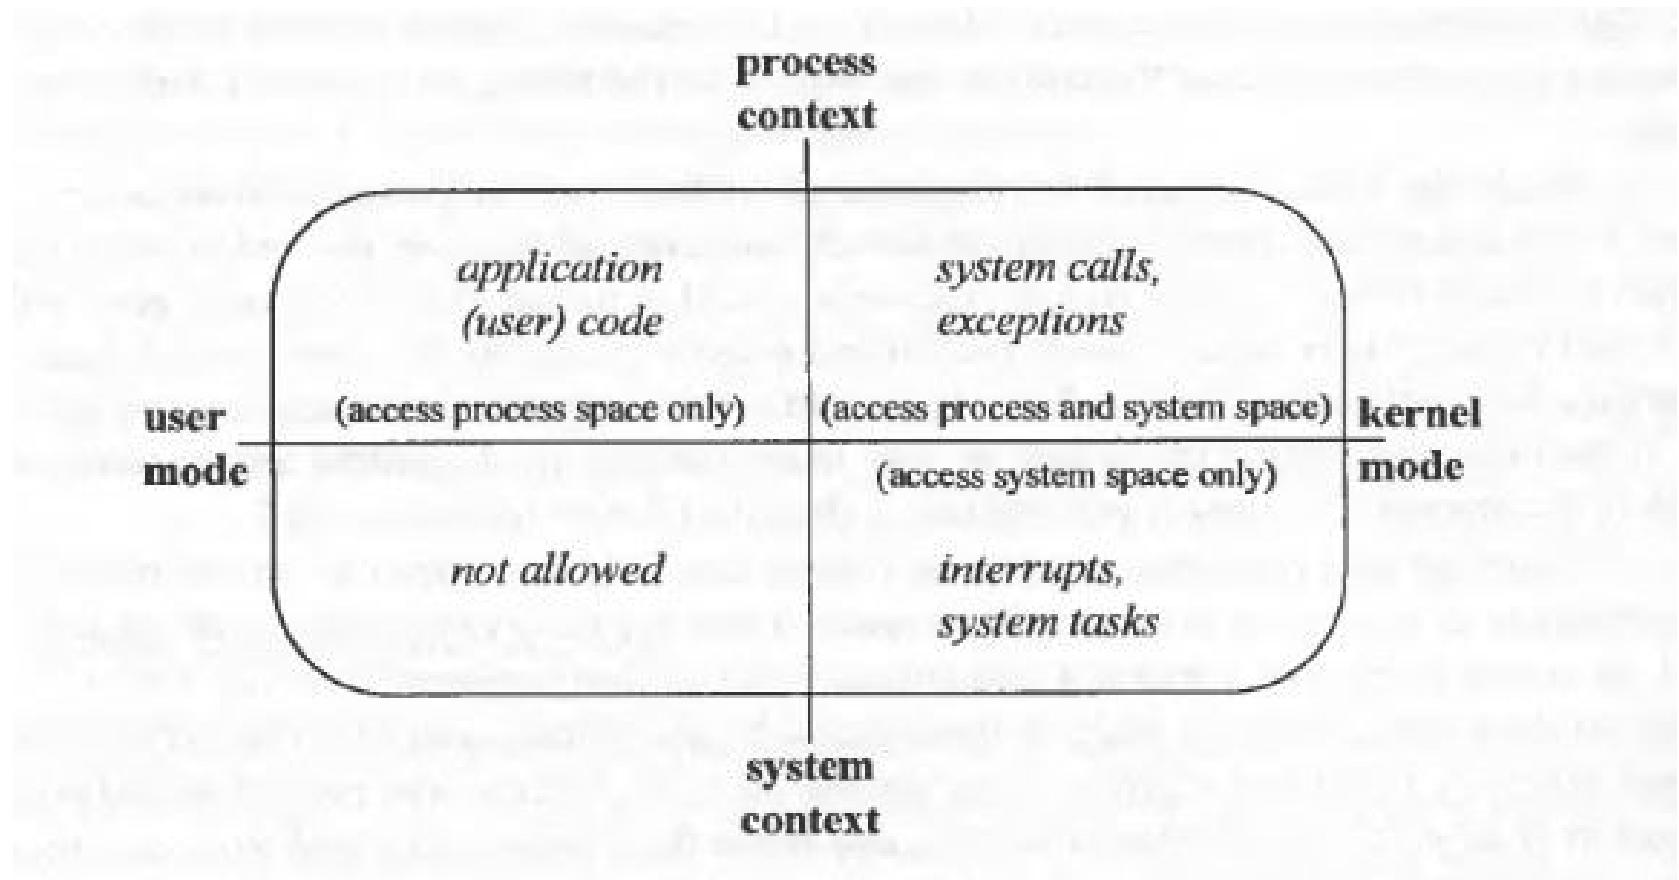 process
context
application
(user) code
system calls,
exceptions
(access process space only)
(access process and system space)
user
mode
kernel
mode
(access system space only)
not allowed
interrupts,
system tasks
system
context